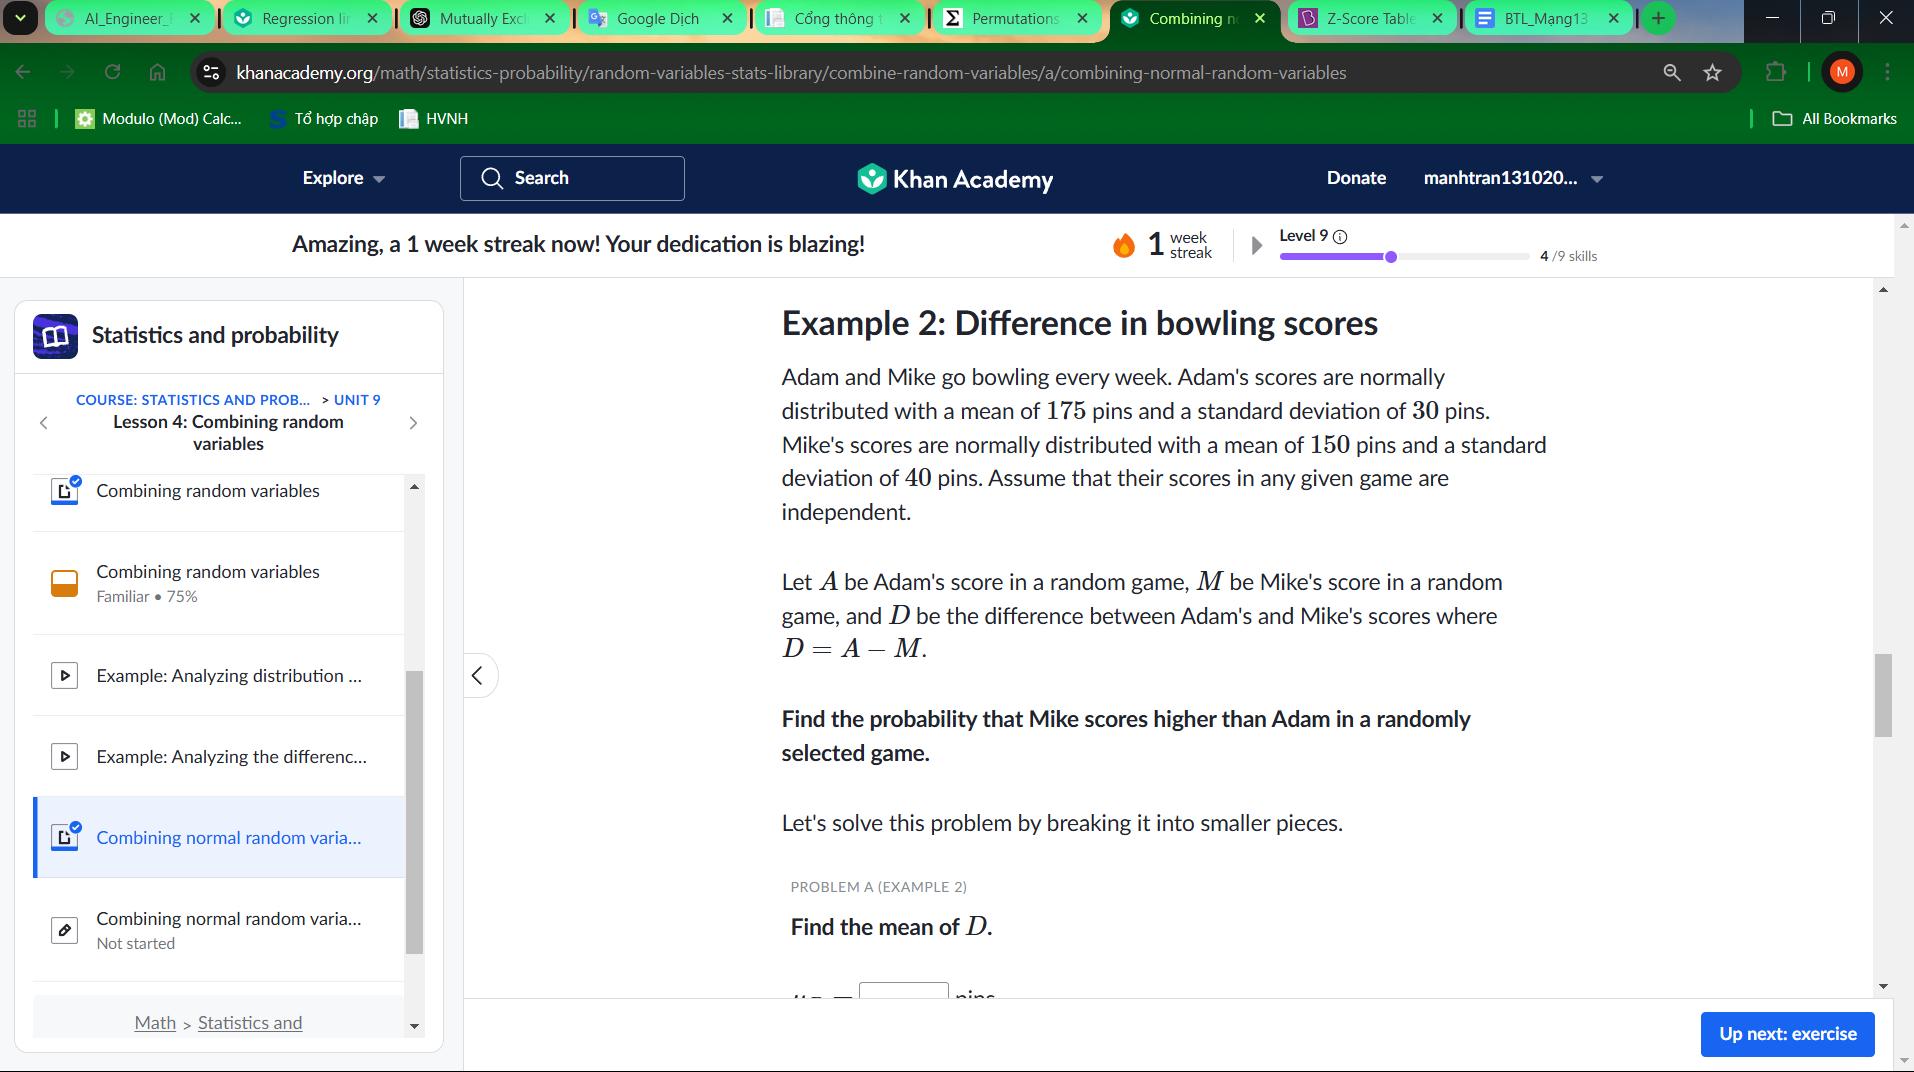 AI_Engineer_
Regression li
Mutually Exc
Google Dịch
Cổng thông t
Permutations
Combining n
Z-Score Table
BTL_Mạng13
khanacademy.org/math/statistics-probability/random-variables-stats-library/combine-random-variables/a/combining-normal-random-variables
M
Modulo (Mod) Calc...
Tổ hợp chập
HVNH
All Bookmarks
Explore
Search
Khan Academy
Donate
manhtran131020...
Amazing, a 1 week streak now! Your dedication is blazing!
1 week streak
Level 9
4 /9 skills
Statistics and probability
COURSE: STATISTICS AND PROB... > UNIT 9
Lesson 4: Combining random
variables
Combining random variables
Combining random variables
Familiar • 75%
Example: Analyzing distribution ...
Example: Analyzing the differenc...
Combining normal random varia...
Combining normal random varia...
Not started
Math > Statistics and
Example 2: Difference in bowling scores
Adam and Mike go bowling every week. Adam's scores are normally
distributed with a mean of 175 pins and a standard deviation of 30 pins.
Mike's scores are normally distributed with a mean of 150 pins and a standard
deviation of 40 pins. Assume that their scores in any given game are
independent.
Let A be Adam's score in a random game, M be Mike's score in a random
game, and D be the difference between Adam's and Mike's scores where
D = A − M.
Find the probability that Mike scores higher than Adam in a randomly
selected game.
Let's solve this problem by breaking it into smaller pieces.
PROBLEM A (EXAMPLE 2)
Find the mean of D.
Up next: exercise